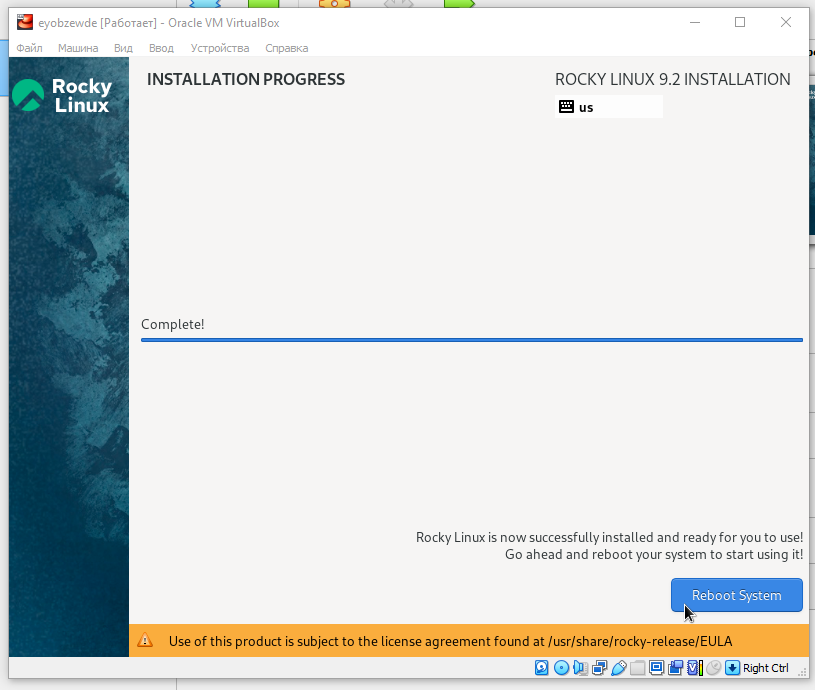 eyobzewde [Работает] - Oracle VM VirtualBox
Файл Машина Вид Ввод Устройства Справка
Rocky
Linux
INSTALLATION PROGRESS
ROCKY LINUX 9.2 INSTALLATION
us
Complete!
Rocky Linux is now successfully installed and ready for you to use!
Go ahead and reboot your system to start using it!
Reboot System
Use of this product is subject to the license agreement found at /usr/share/rocky-release/EULA
Right Ctrl